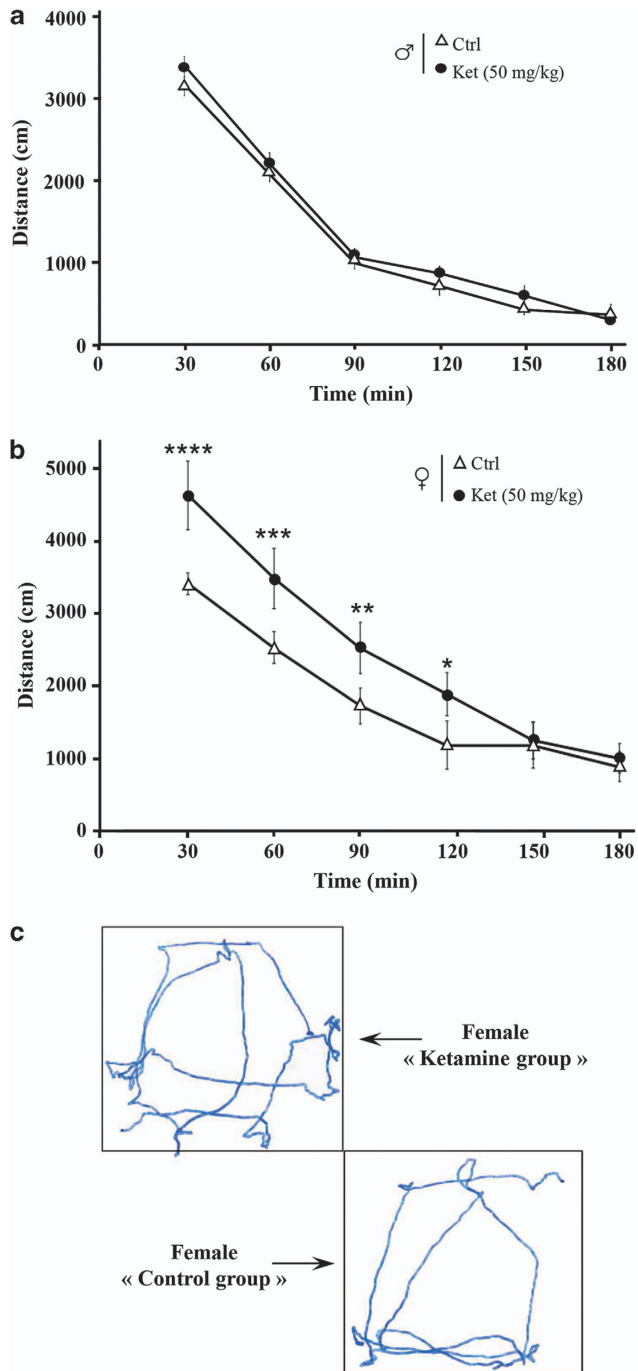 a
4000
3000
2000
1000
0
Distance (cm)
♂ Ctrl
Ket (50 mg/kg)
0 30 60 90 120 150 180
Time (min)
b
5000
4000
3000
2000
1000
0
Distance (cm)
****
***
**
*
♀ Ctrl
Ket (50 mg/kg)
0 30 60 90 120 150 180
Time (min)
c
Female
« Ketamine group »
Female
« Control group »